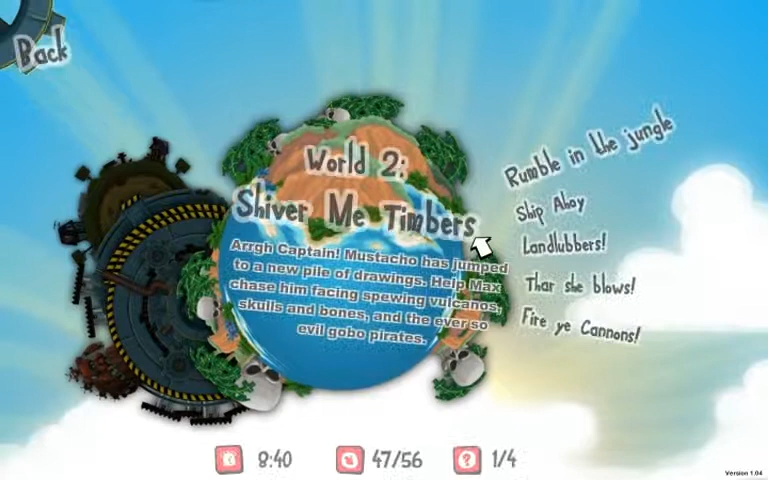 Back
World 2:
Shiver Me Timbers
Arrgh Captain! Mustacho has jumped
to a new pile of drawings. Help Max
chase him facing spewing vulcanos,
skulls and bones, and the ever so
evil gobo pirates.
Rumble in the jungle
Ship Ahoy
Landlubbers!
Thar she blows!
Fire ye Cannons!
8:40
47/56
? 1/4
Version 1.04